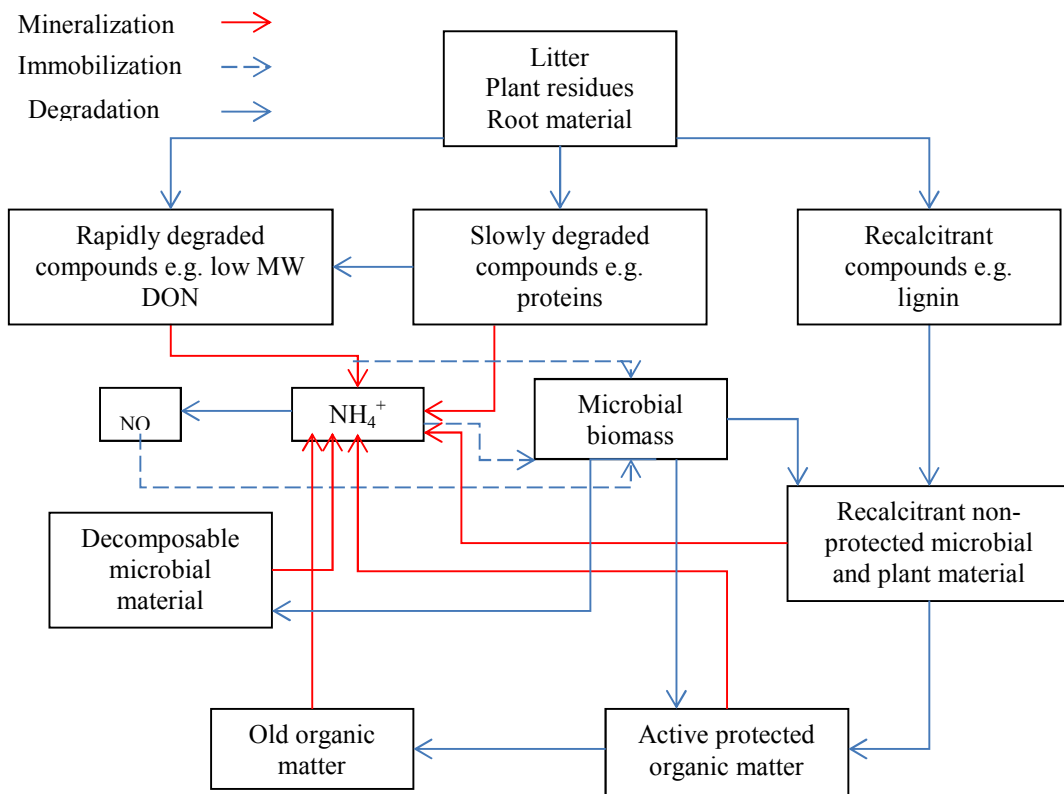 Mineralization
Immobilization
Degradation
Litter
Plant residues
Root material
Rapidly degraded
compounds e.g. low MW
DON
Slowly degraded
compounds e.g.
proteins
Recalcitrant
compounds e.g.
lignin
NO
NH₄⁺
Microbial
biomass
Decomposable
microbial
material
Recalcitrant non-
protected microbial
and plant material
Old organic
matter
Active protected
organic matter